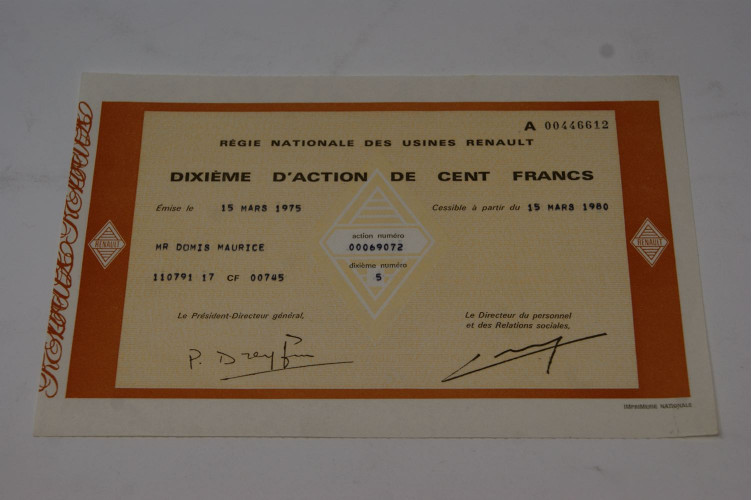 A 00446612
RÉGIE NATIONALE DES USINES RENAULT
DIXIÈME D'ACTION DE CENT FRANCS
Émise le 15 MARS 1975
Cessible à partir du 15 MARS 1980
MR DOMIS MAURICE
action numéro
00069072
110791 17 CF 00745
dixième numéro
5
RENAULT
RENAULT
Le Président-Directeur général,
Le Directeur du personnel
et des Relations sociales,
P. Dreyfus
IMPRIMERIE NATIONALE